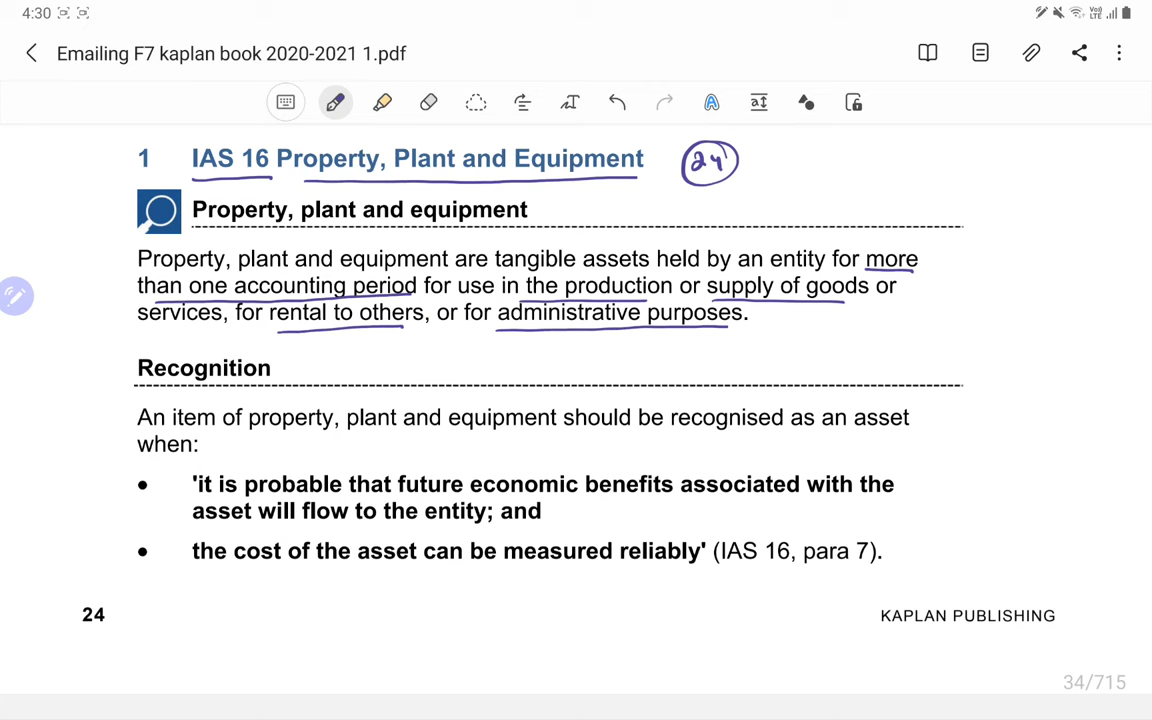 4:30
Vo)) LTE
Emailing F7 kaplan book 2020-2021 1.pdf
1 IAS 16 Property, Plant and Equipment 24
Property, plant and equipment
Property, plant and equipment are tangible assets held by an entity for more
than one accounting period for use in the production or supply of goods or
services, for rental to others, or for administrative purposes.
Recognition
An item of property, plant and equipment should be recognised as an asset
when:
• 'it is probable that future economic benefits associated with the
asset will flow to the entity; and
• the cost of the asset can be measured reliably' (IAS 16, para 7).
24 KAPLAN PUBLISHING
34/715